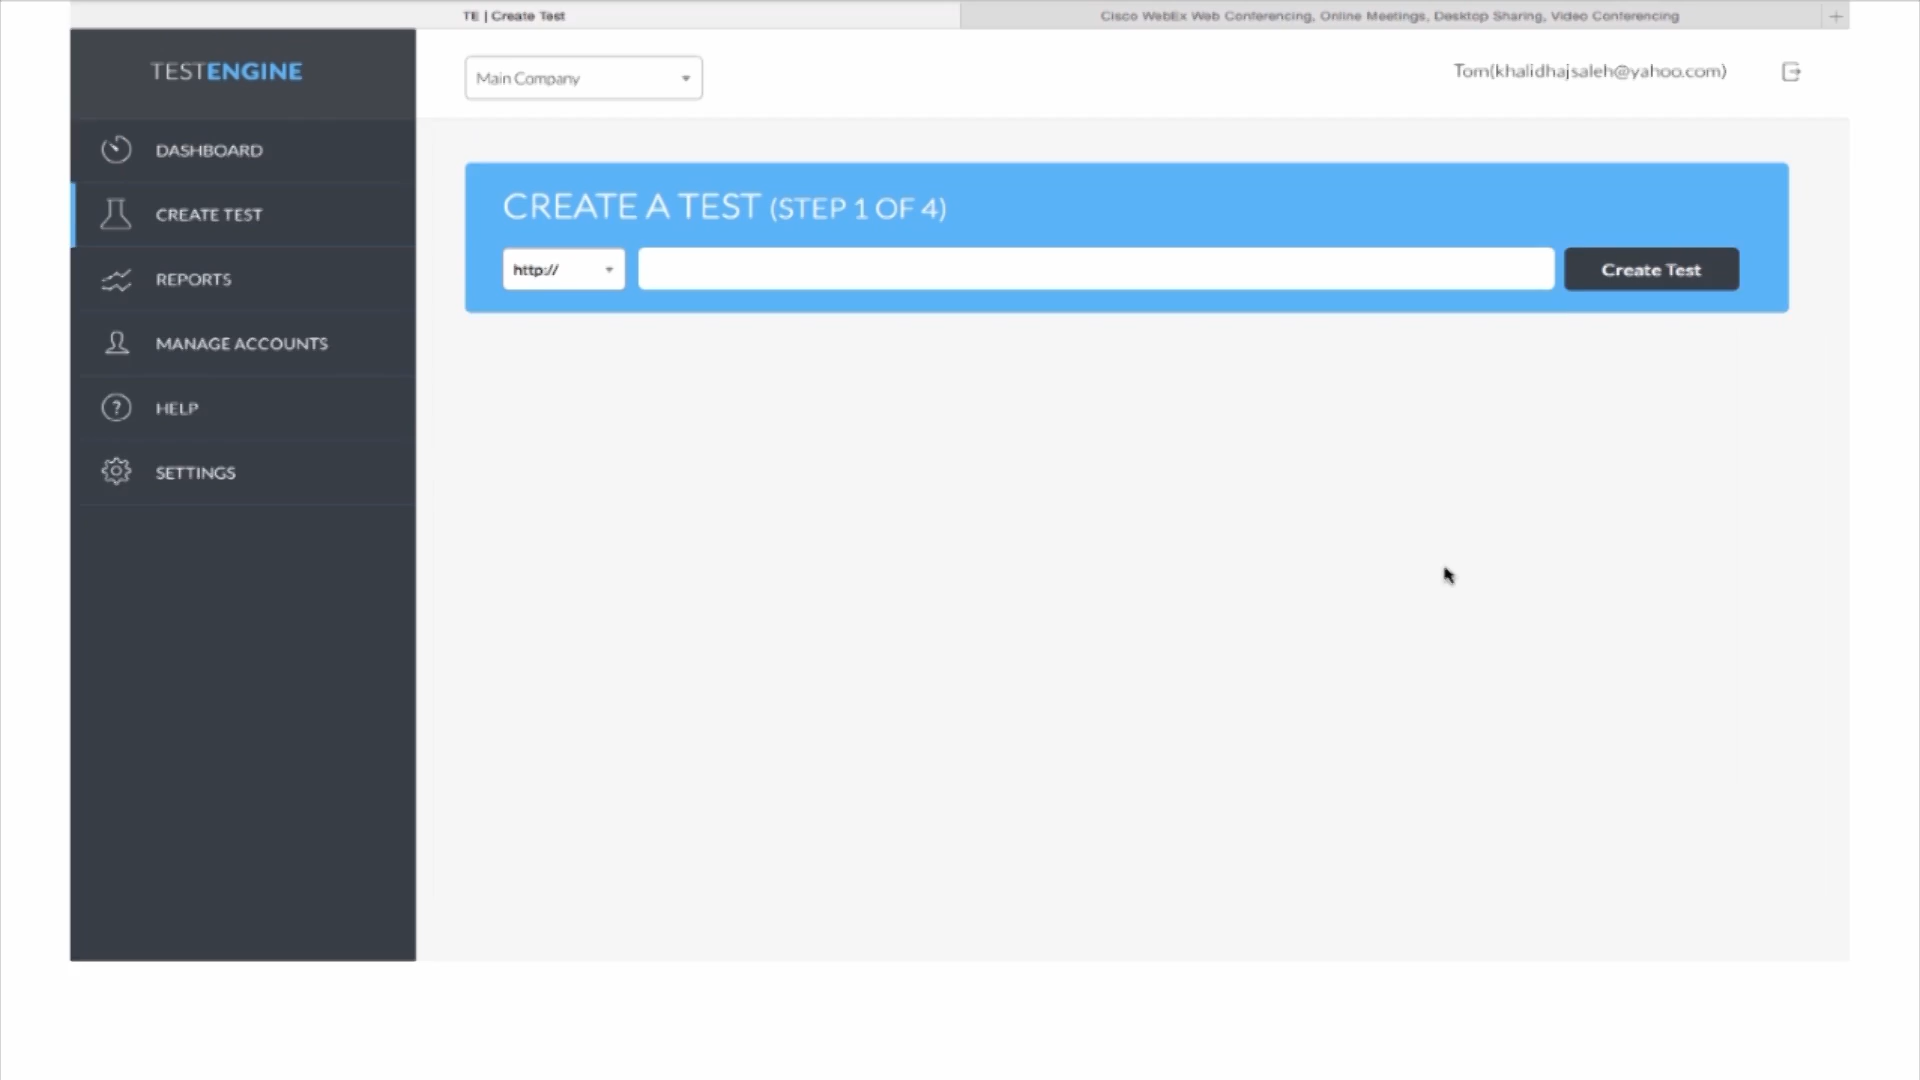 TE | Create Test
Cisco WebEx Web Conferencing, Online Meetings, Desktop Sharing, Video Conferencing
+
TESTENGINE
Main Company
Tom(khalidhajsaleh@yahoo.com)
DASHBOARD
CREATE TEST
REPORTS
MANAGE ACCOUNTS
? HELP
SETTINGS
CREATE A TEST (STEP 1 OF 4)
http://
Create Test